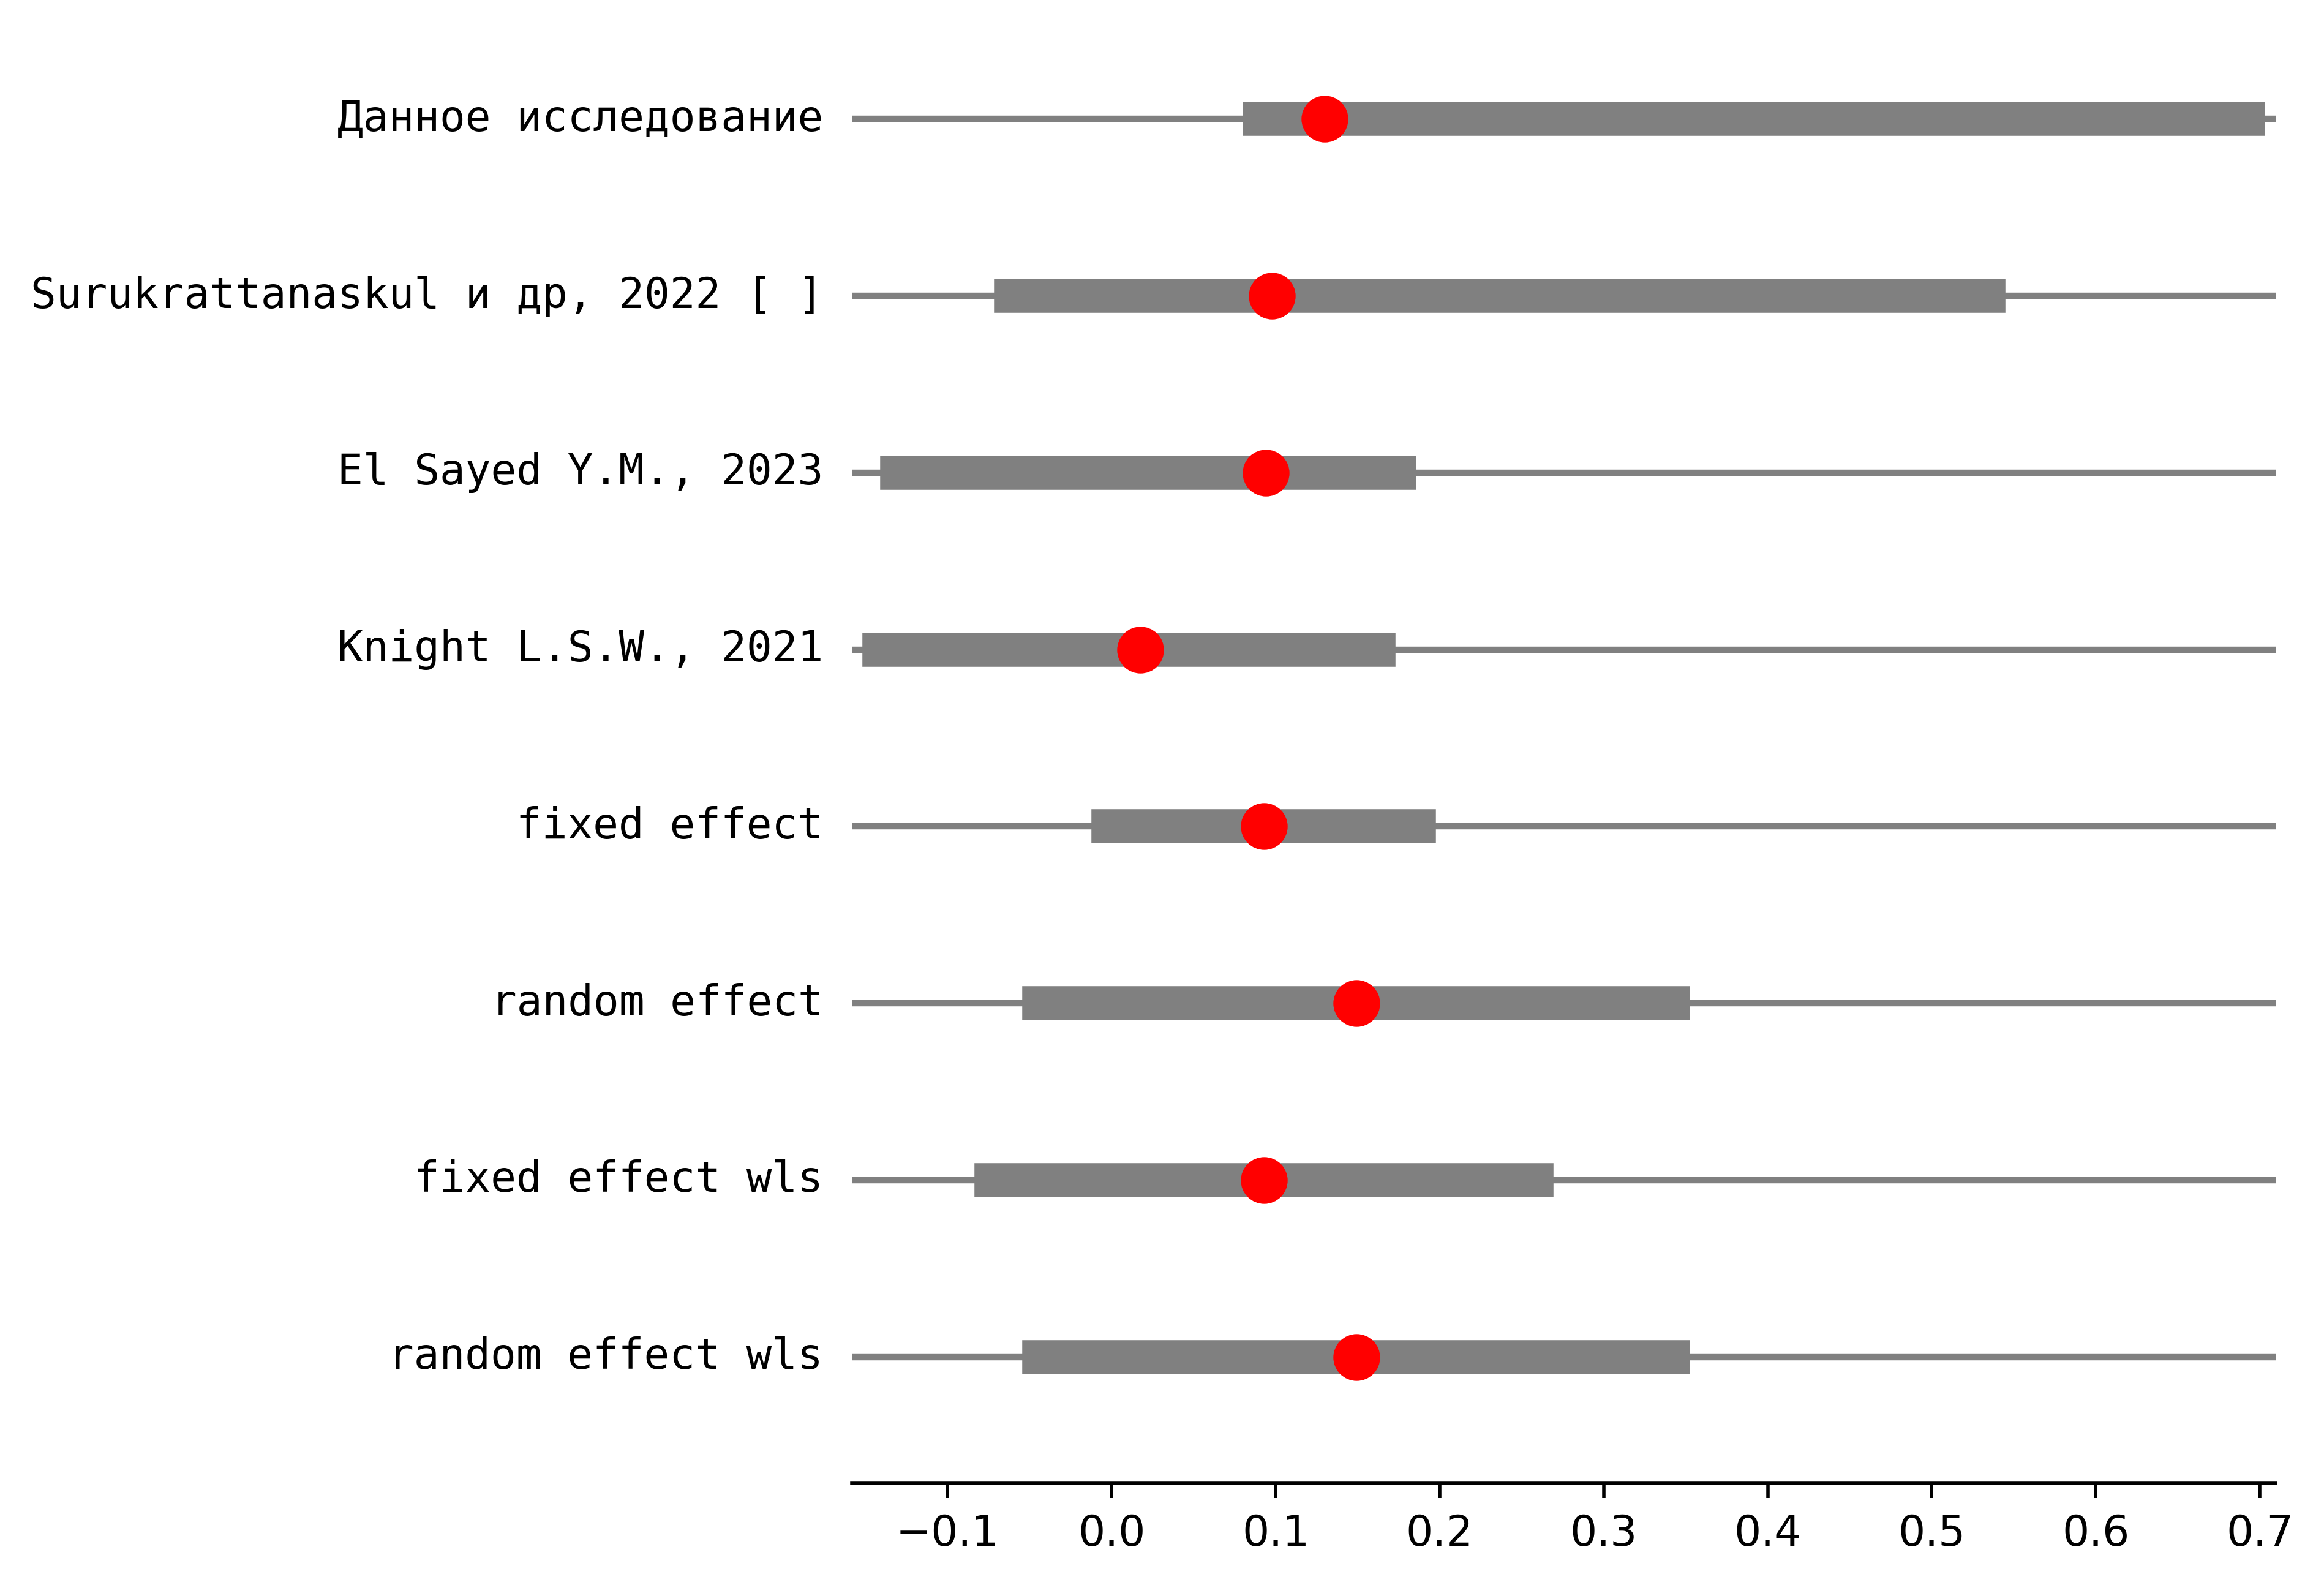 Данное исследование
Surukrattanaskul и др, 2022 [ ]
El Sayed Y.M., 2023
Knight L.S.W., 2021
fixed effect
random effect
fixed effect wls
random effect wls
−0.1 0.0 0.1 0.2 0.3 0.4 0.5 0.6 0.7